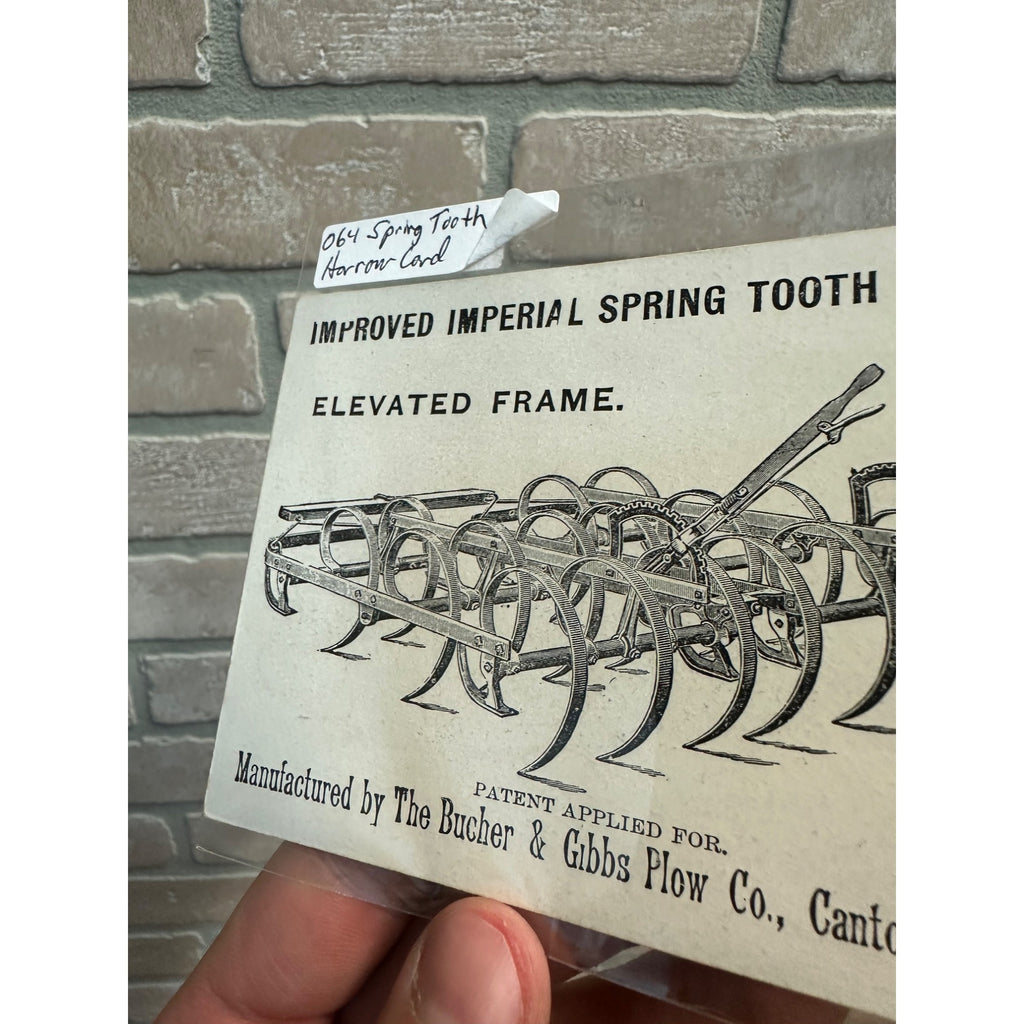 064 Spring Tooth
Harrow Card
IMPROVED IMPERIAL SPRING TOOTH
ELEVATED FRAME.
PATENT APPLIED FOR.
Manufactured by The Bucher & Gibbs Plow Co., Canto